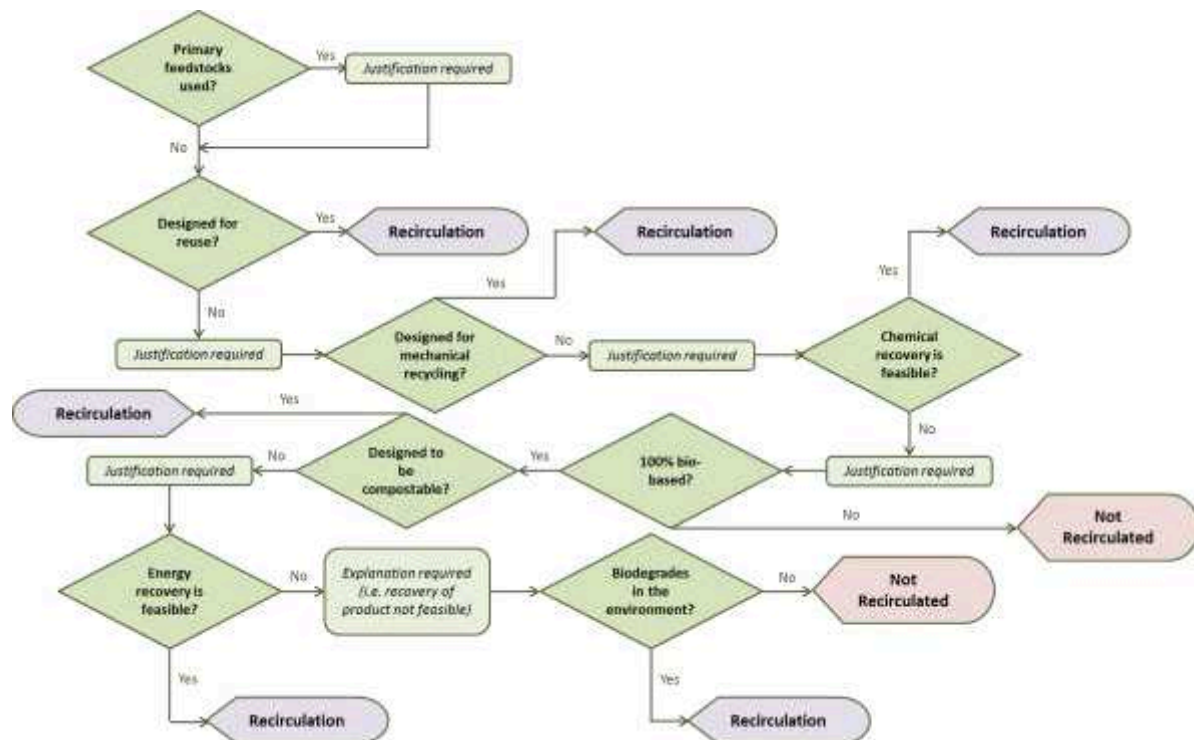 Primary
feedstocks
used?
Yes
Justification required
No
Designed for
reuse?
Yes
Recirculation
Recirculation
Recirculation
Yes
Yes
No
Justification required
Designed for
mechanical
recycling?
No
Justification required
Chemical
recovery is
feasible?
Recirculation
Yes
No
Justification required
No
Designed to
be
compostable?
Yes
100% bio-
based?
Justification required
No
Not
Recirculated
Energy
recovery is
feasible?
No
Explanation required
(i.e. recovery of
product not feasible)
Biodegrades
in the
environment?
No
Not
Recirculated
Yes
Recirculation
Yes
Recirculation